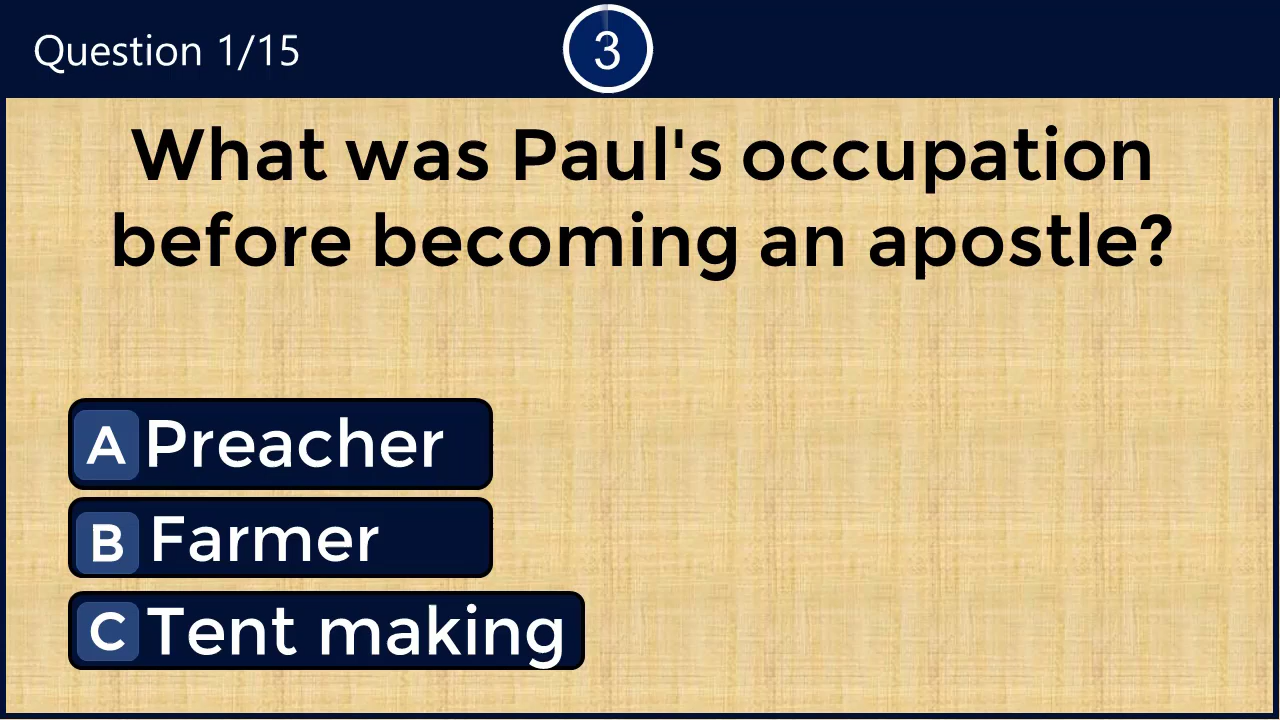 Question 1/15
3
What was Paul's occupation
before becoming an apostle?
A Preacher
B Farmer
C Tent making